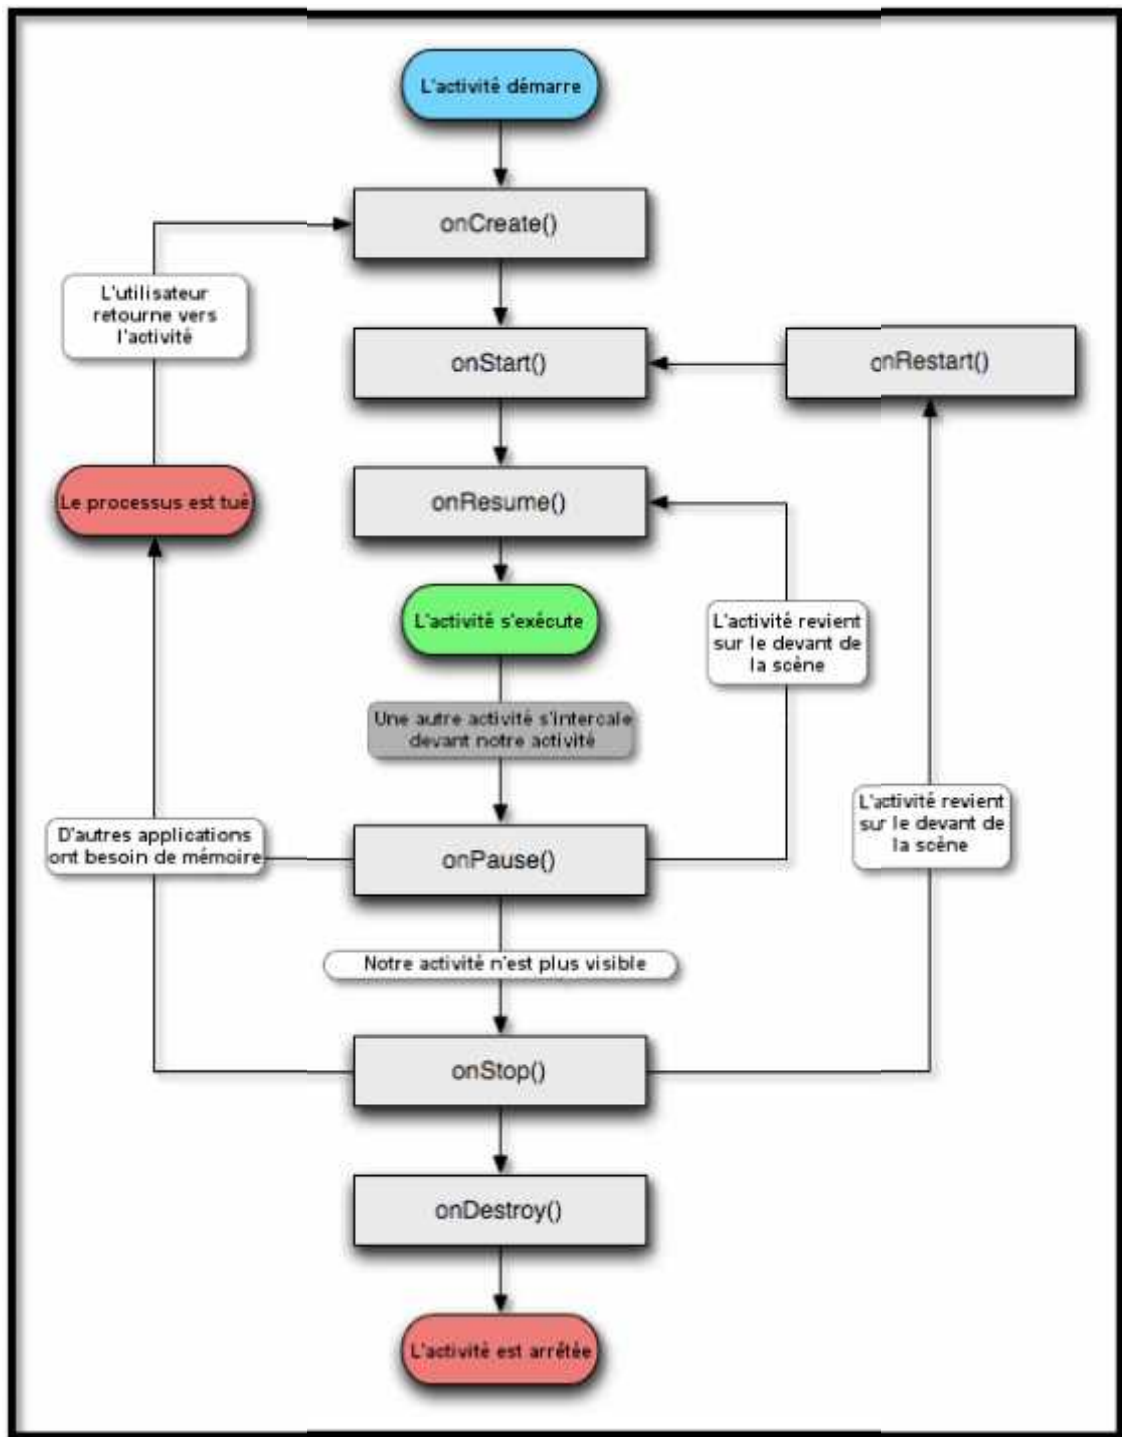 L'activité démarre
onCreate()
L'utilisateur
retourne vers
l'activité
onStart()
onRestart()
Le processus est tué
onResume()
L'activité s'exécute
L'activité revient
sur le devant de
la scène
Une autre activité s'intercale
devant notre activité
L'activité revient
sur le devant de
la scène
D'autres applications
ont besoin de mémoire
onPause()
Notre activité n'est plus visible
onStop()
onDestroy()
L'activité est arrêtée